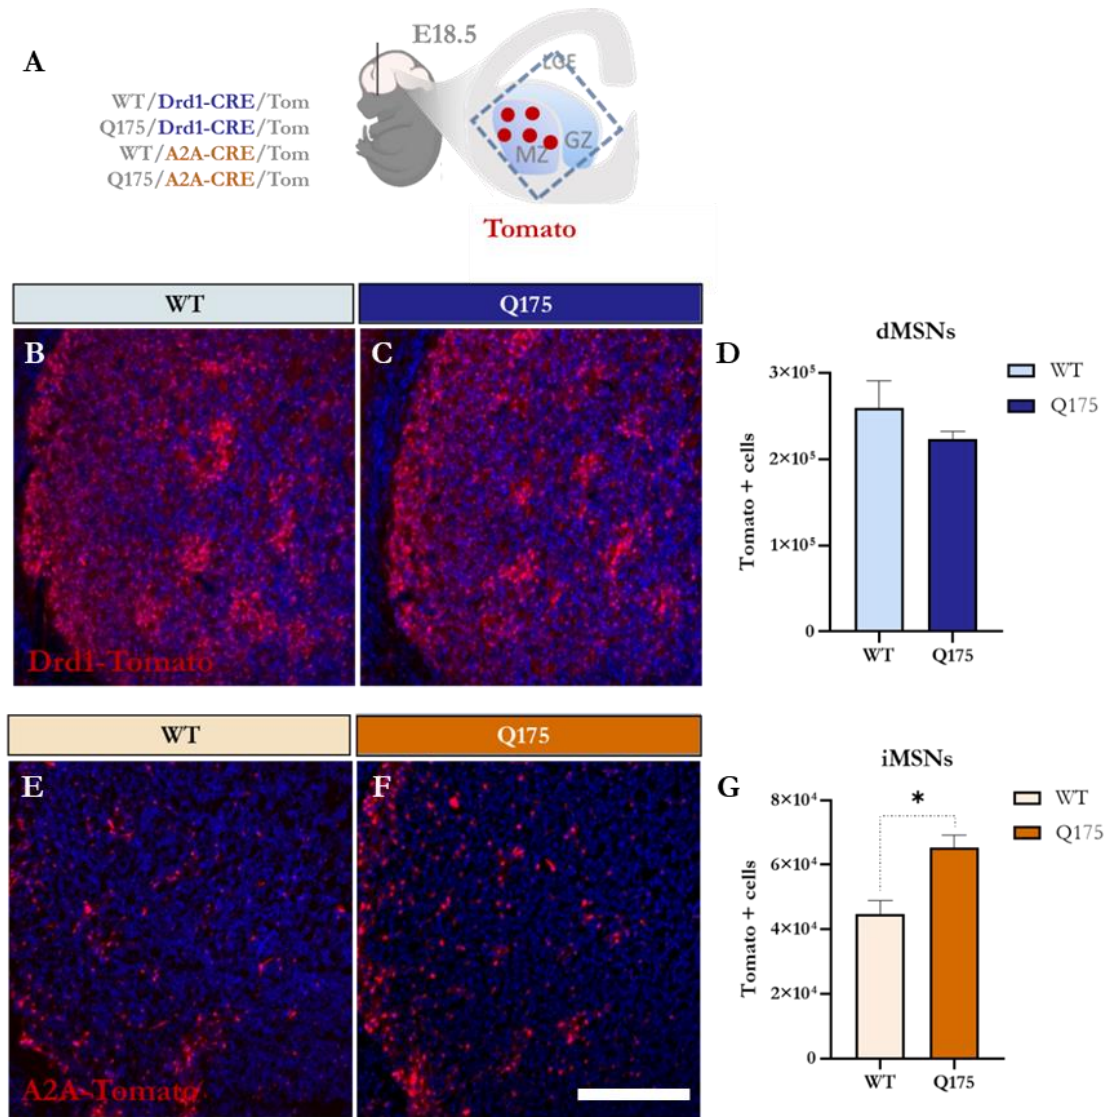 A
E18.5
WT/Drd1-CRE/Tom
Q175/Drd1-CRE/Tom
WT/A2A-CRE/Tom
Q175/A2A-CRE/Tom
LGE
MZ
GZ
Tomato
WT
Q175
B
C
Drd1-Tomato
D
dMSNs
WT
Q175
Tomato + cells
3×10⁵
2×10⁵
1×10⁵
0
WT
Q175
WT
Q175
E
F
A2A-Tomato
G
iMSNs
WT
Q175
*
Tomato + cells
8×10⁴
6×10⁴
4×10⁴
2×10⁴
0
WT
Q175